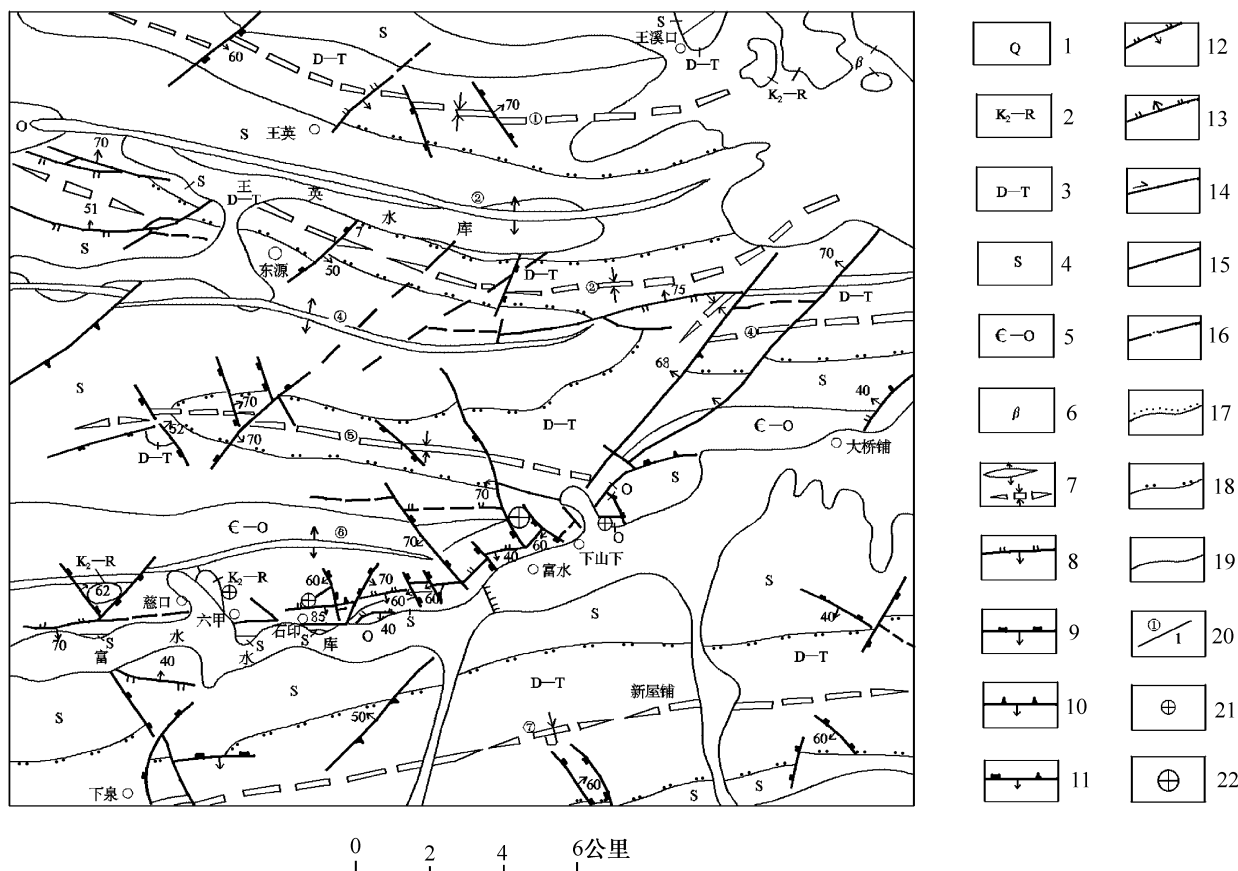 S
S
王溪口
60
D—T
D—T
β
K₂—R
70
①
O
S
王英
70
S
王
英
D—T
水
库
②
51
S
东源
7
50
D—T
②
75
70
D—T
④
④
68
S
S
40
70
52
70
D—T
⑤
D—T
Є—O
大桥铺
S
O
70
Є—O
⑥
70
60
40
下山下
富水
S
K₂—R
62
慈口
K₂—R
六甲
60
70
60
60
85
石印
S
40
S
O
库
S
水
S
水
富
70
40
S
40
D—T
S
S
D—T
新屋铺
50
⑦
60
60
下泉
S
S
0 2 4 6公里
Q 1
K₂—R 2
D—T 3
S 4
Є—O 5
β 6
7
8
9
10
11
12
13
14
15
16
17
18
19
① 1 20
21
22